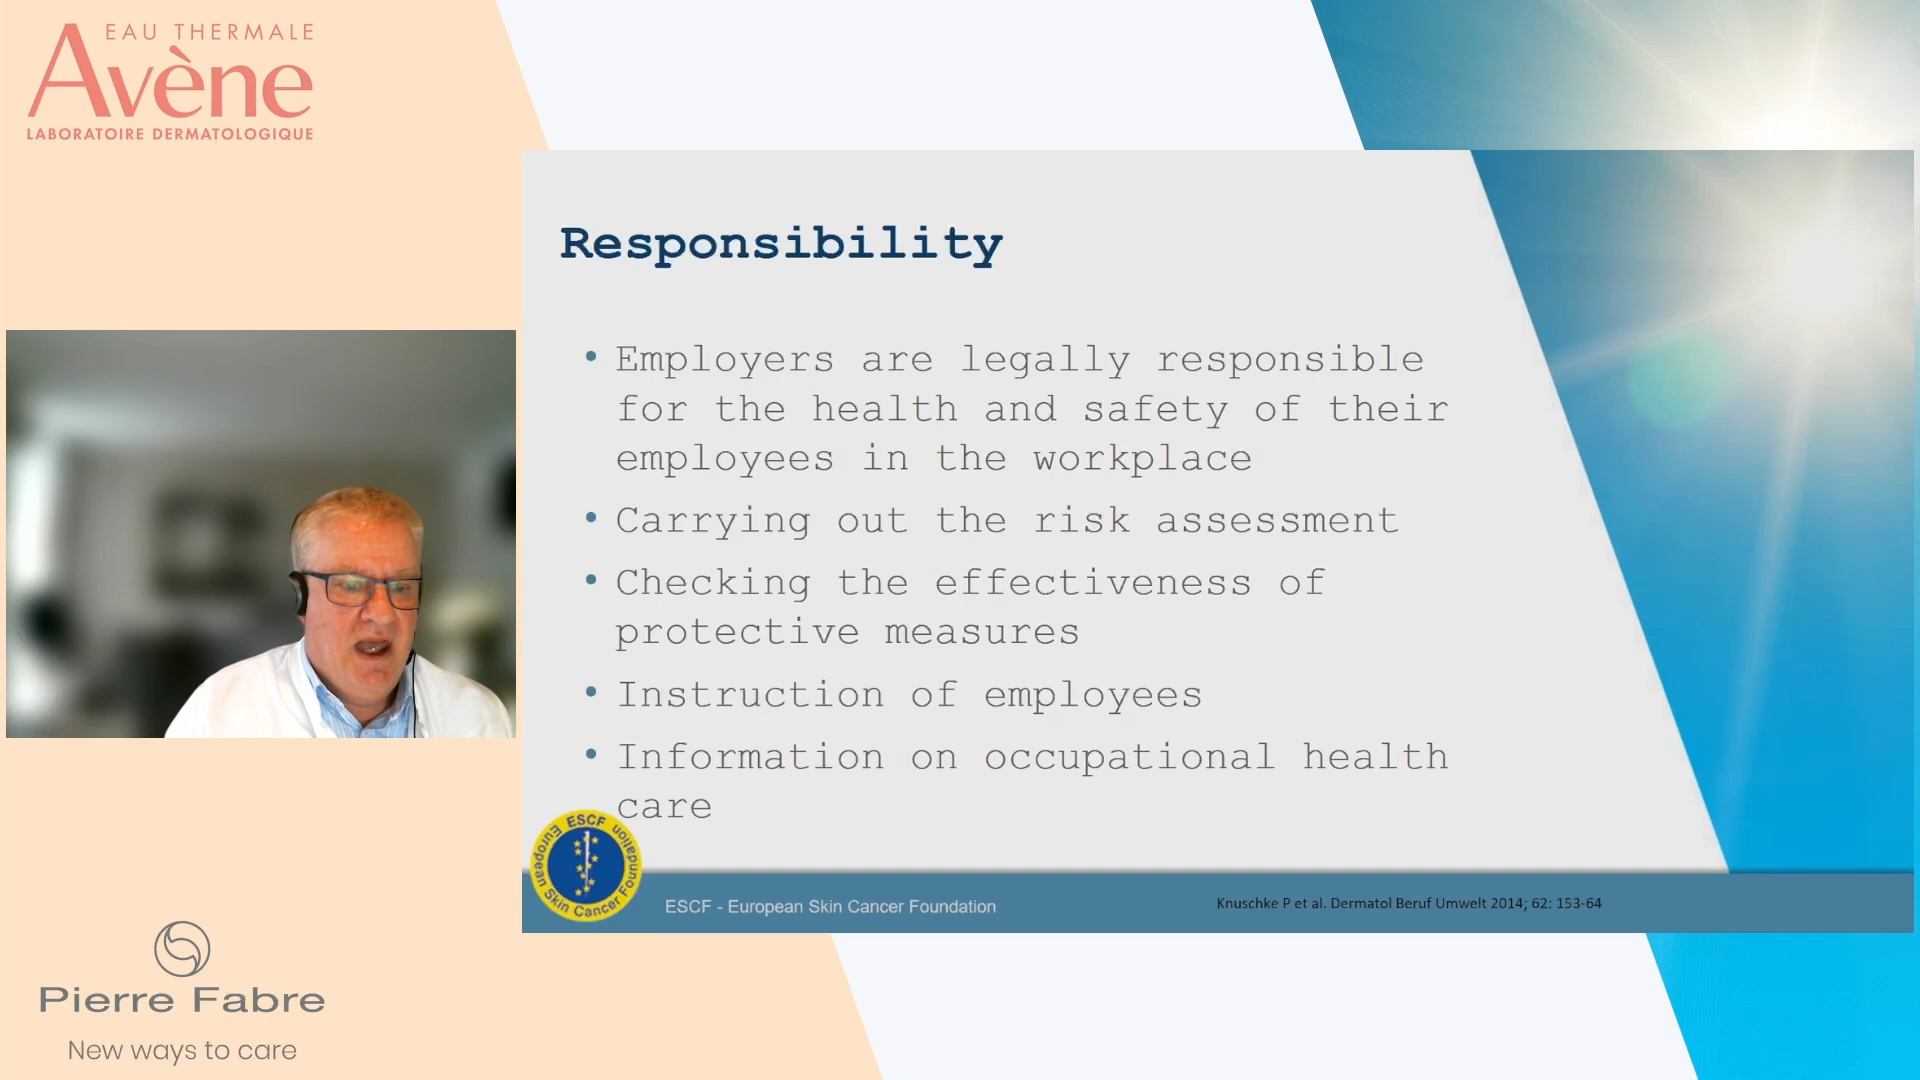 EAU THERMALE
Avène
LABORATOIRE DERMATOLOGIQUE
Responsibility
• Employers are legally responsible
for the health and safety of their
employees in the workplace
• Carrying out the risk assessment
• Checking the effectiveness of
protective measures
• Instruction of employees
• Information on occupational health
care
ESCF European Skin Cancer Foundation
ESCF - European Skin Cancer Foundation
Knuschke P et al. Dermatol Beruf Umwelt 2014; 62: 153-64
Pierre Fabre
New ways to care